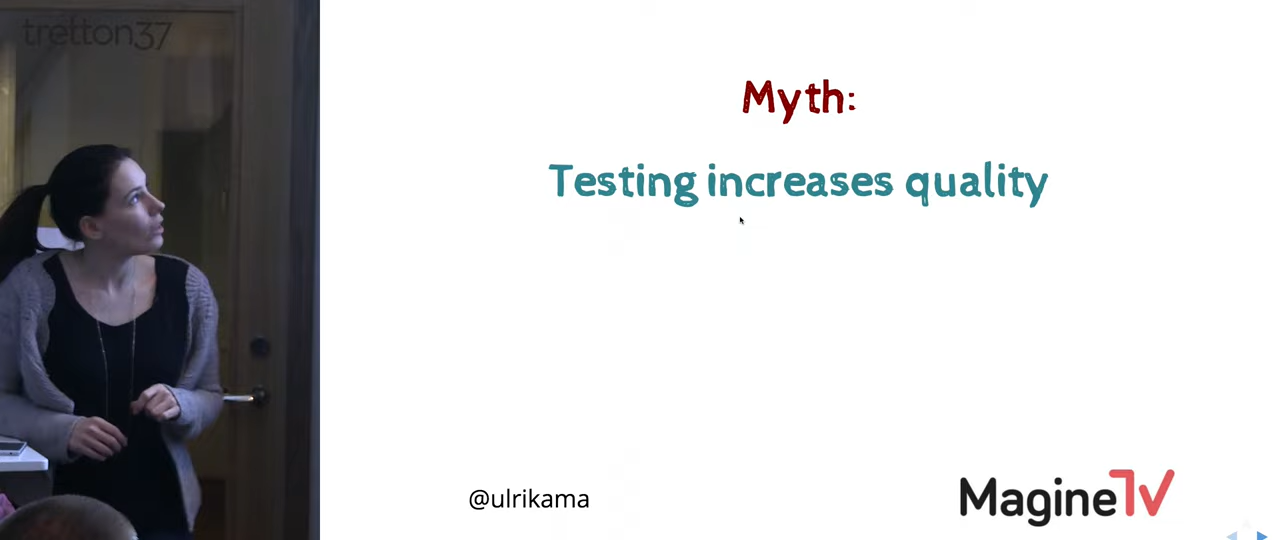 tretton37
Myth:
Testing increases quality
@ulrikama
MagineTV